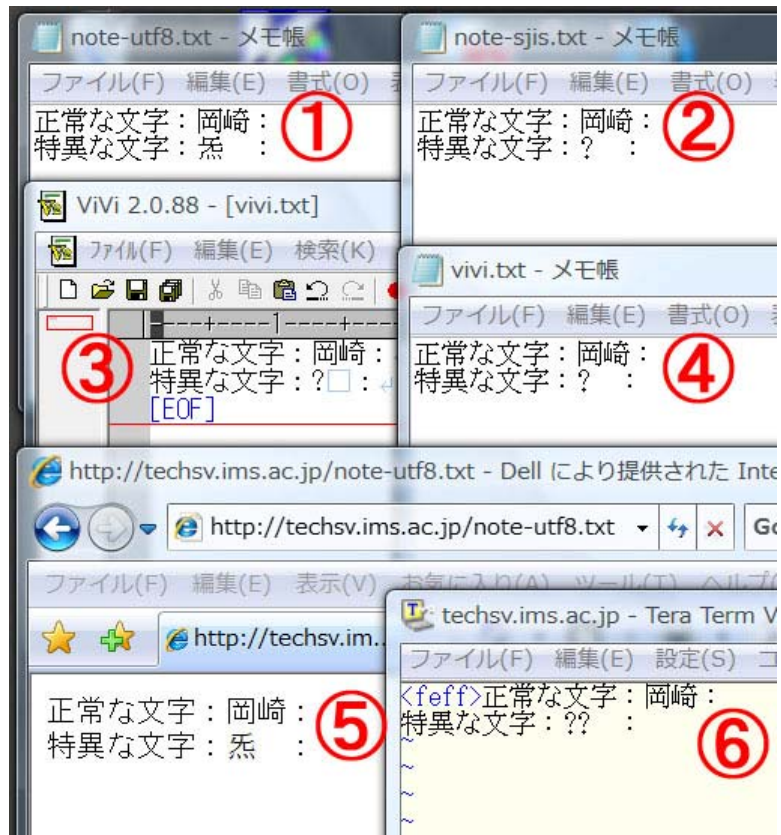 note-utf8.txt - メモ帳
ファイル(F) 編集(E) 書式(O)
正常な文字：岡崎：
特異な文字：炁　：
①
note-sjis.txt - メモ帳
ファイル(F) 編集(E) 書式(O)
正常な文字：岡崎：
特異な文字：?　：
②
ViVi 2.0.88 - [vivi.txt]
ファイル(F) 編集(E) 検索(K)
|----+----1----+----
正常な文字：岡崎：
特異な文字：?□：↲
[EOF]
③
vivi.txt - メモ帳
ファイル(F) 編集(E) 書式(O)
正常な文字：岡崎：
特異な文字：?　：
④
http://techsv.ims.ac.jp/note-utf8.txt - Dell により提供された Inte
http://techsv.ims.ac.jp/note-utf8.txt
ファイル(F) 編集(E) 表示(V) お気に入り(A) ツール(T) ヘルプ(
http://techsv.im...
正常な文字：岡崎：
特異な文字：炁　：
⑤
techsv.ims.ac.jp - Tera Term V
ファイル(F) 編集(E) 設定(S) コ
<feff>正常な文字：岡崎：
特異な文字：??　：
~
~
~
~
⑥